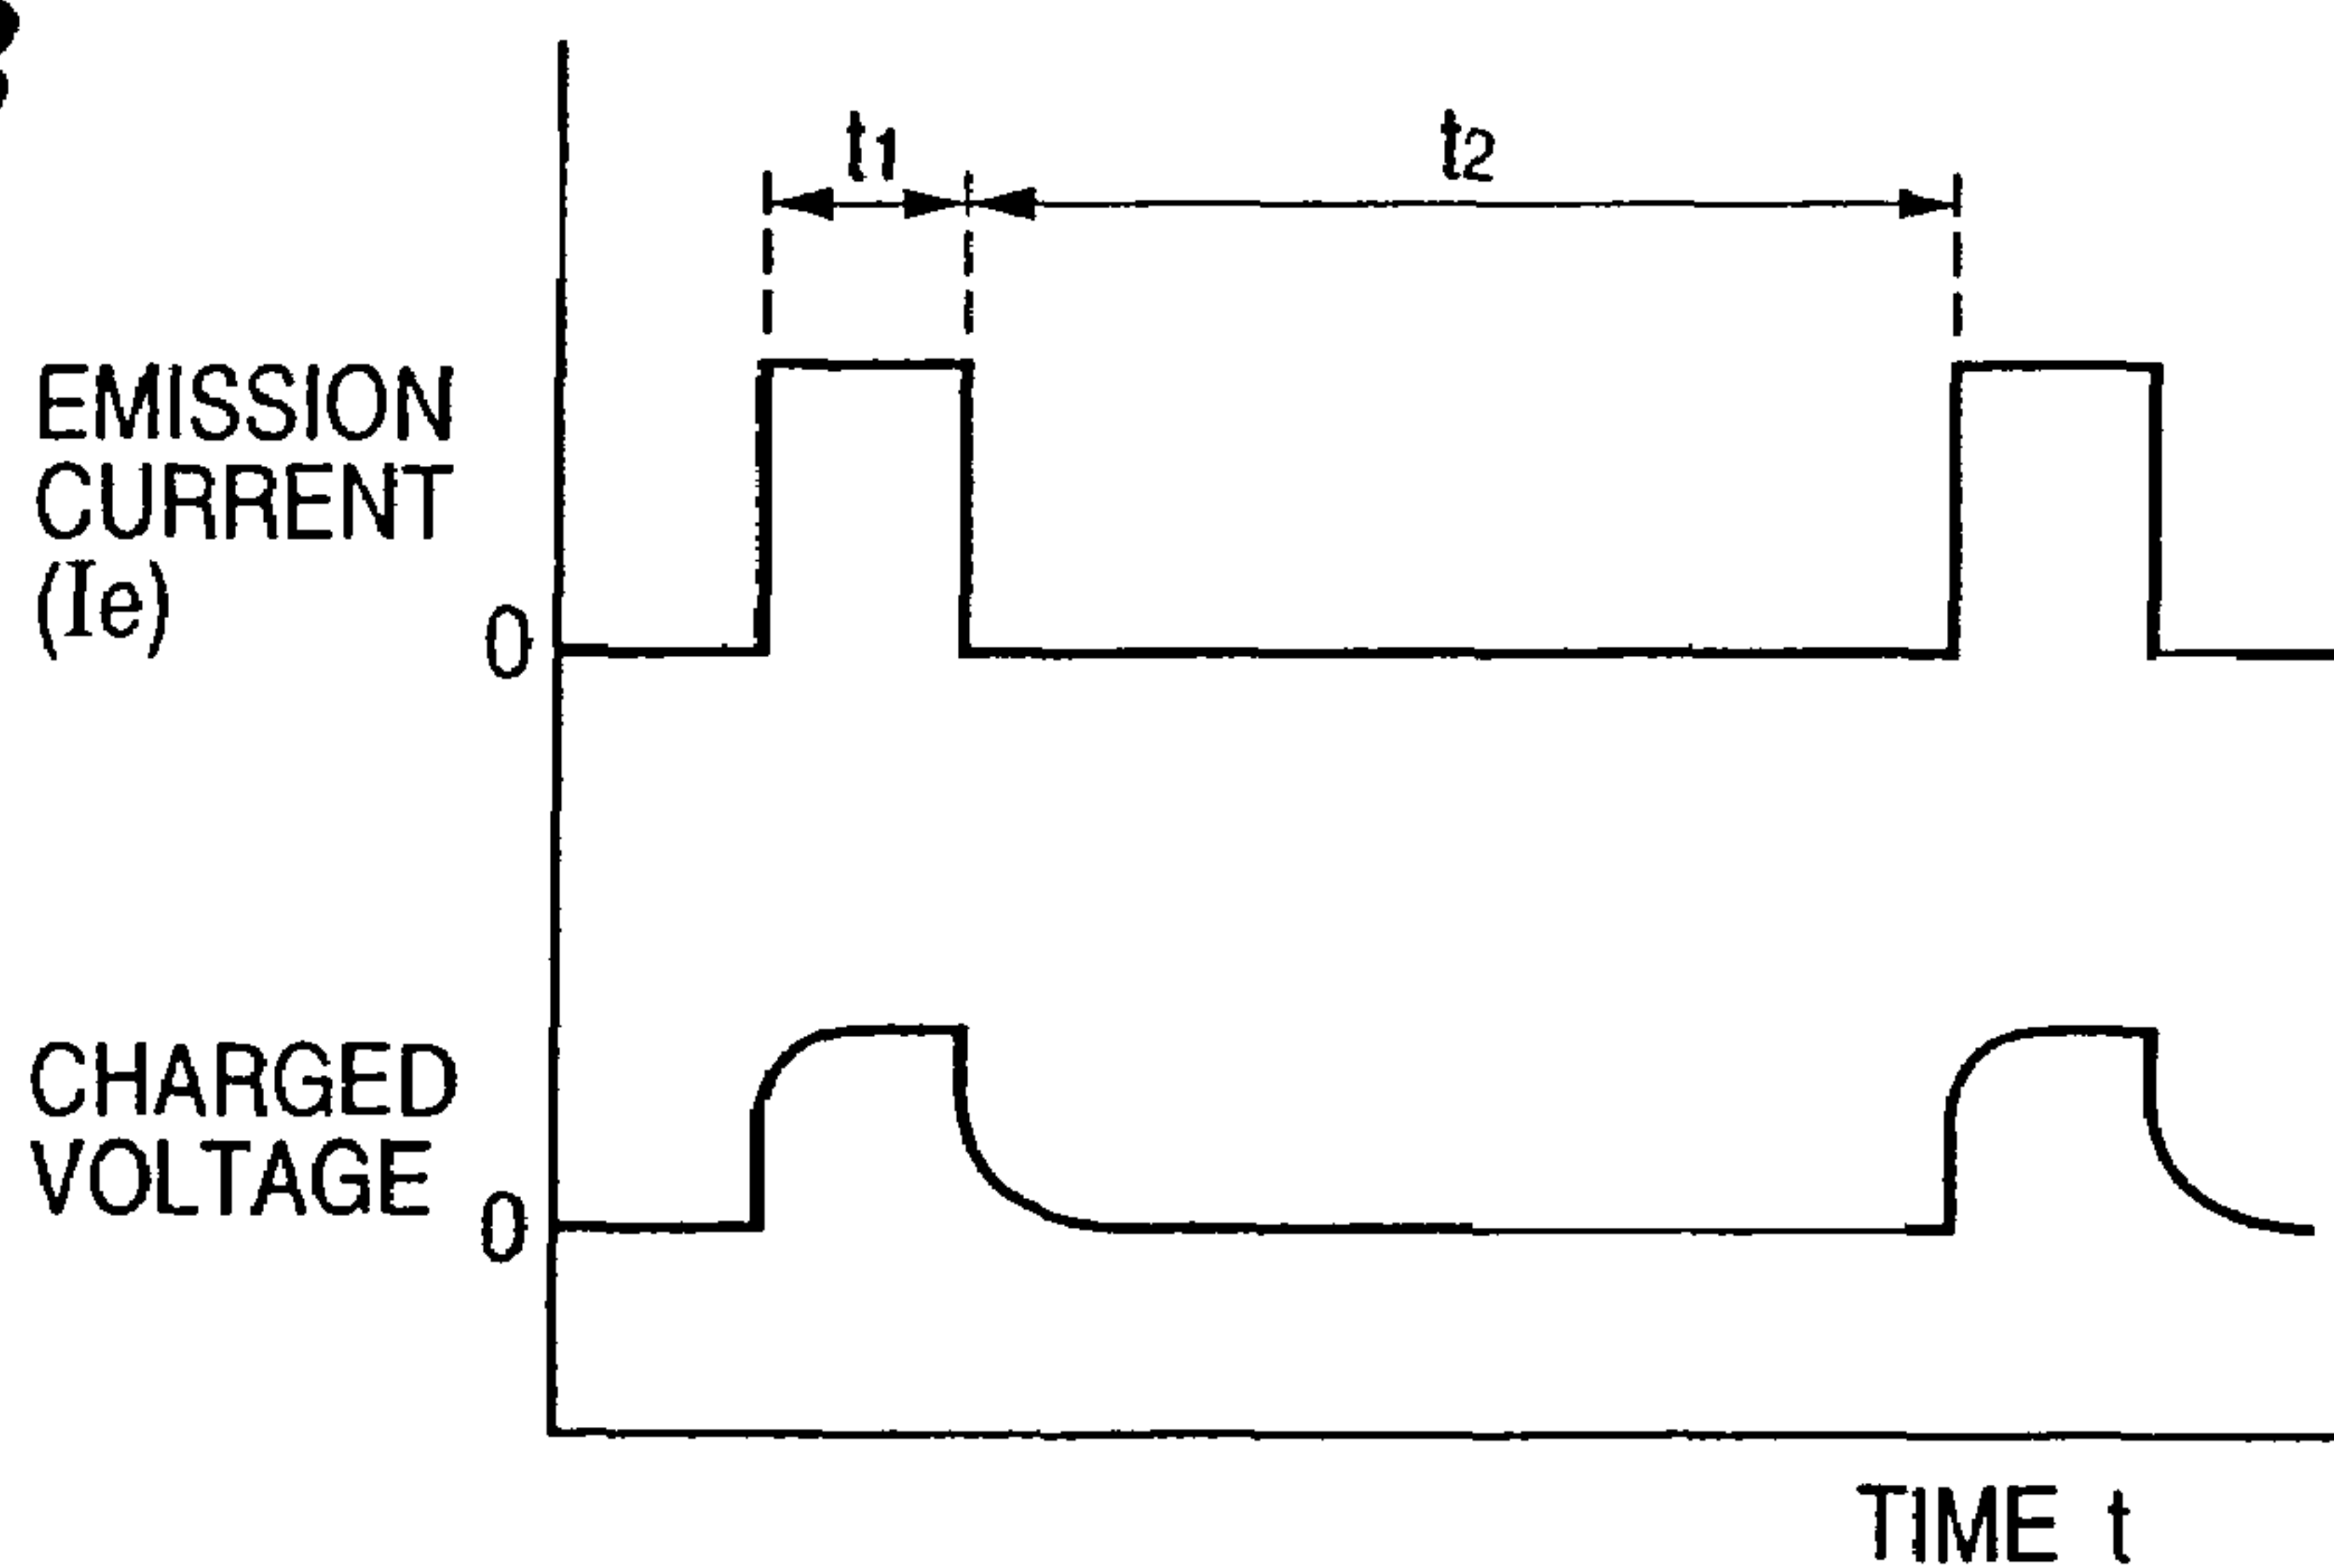 t1
t2
EMISSION
CURRENT
(Ie)
0
CHARGED
VOLTAGE
0
TIME t